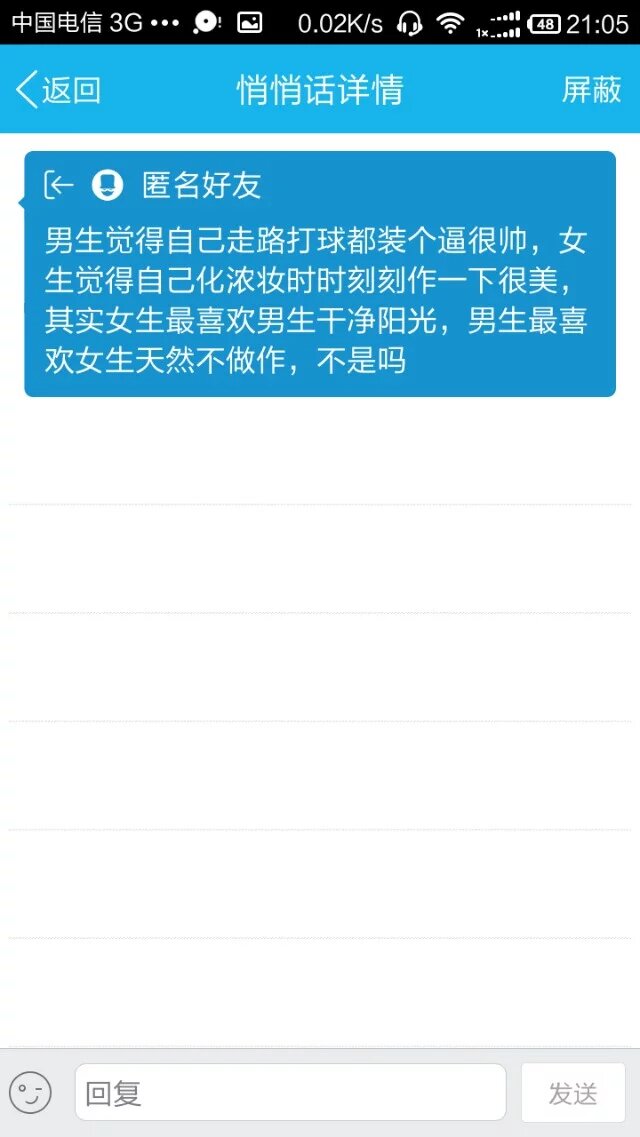 中国电信 3G 0.02K/s 1x 48 21:05
返回 悄悄话详情 屏蔽
匿名好友
男生觉得自己走路打球都装个逼很帅，女
生觉得自己化浓妆时时刻刻作一下很美，
其实女生最喜欢男生干净阳光，男生最喜
欢女生天然不做作，不是吗
回复 发送